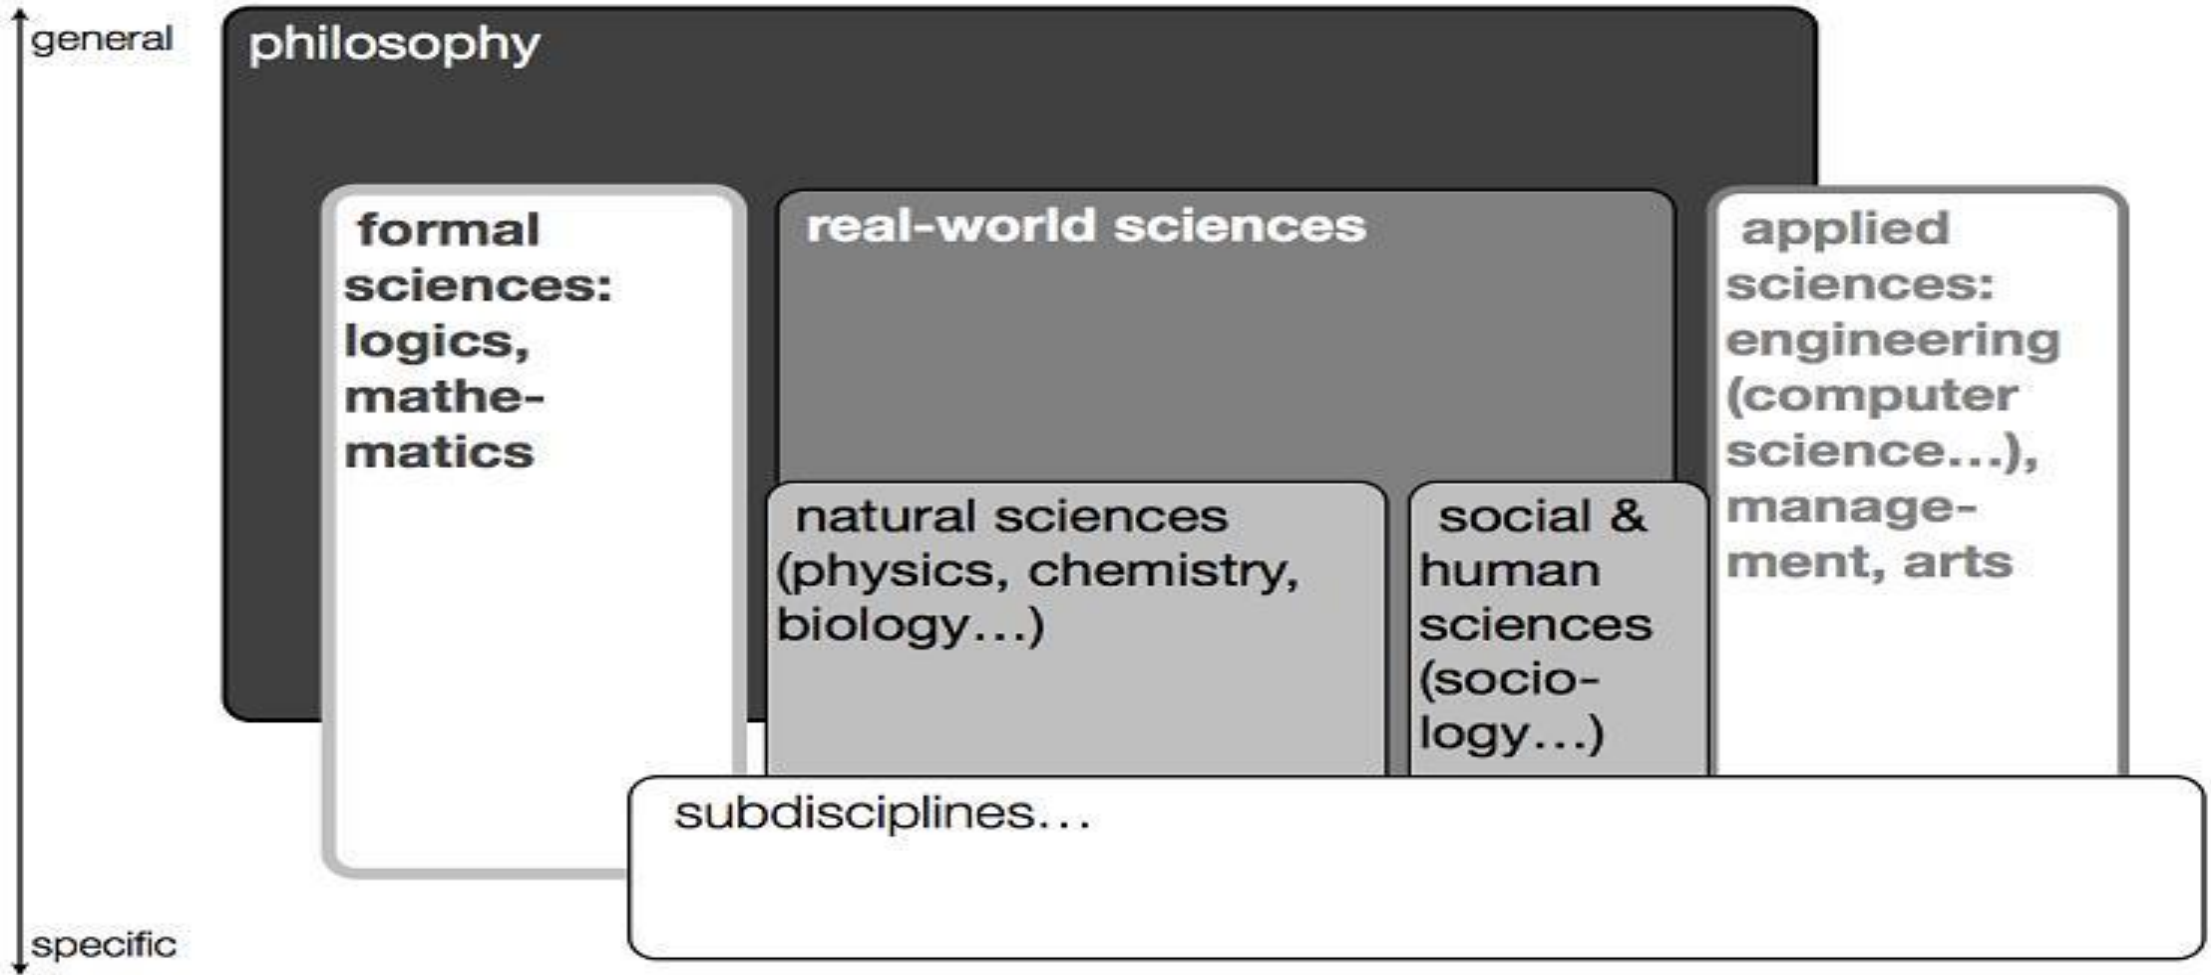 general
philosophy
formal
sciences:
logics,
mathe-
matics
real-world sciences
applied
sciences:
engineering
(computer
science...),
manage-
ment, arts
natural sciences
(physics, chemistry,
biology...)
social &
human
sciences
(socio-
logy...)
subdisciplines...
specific